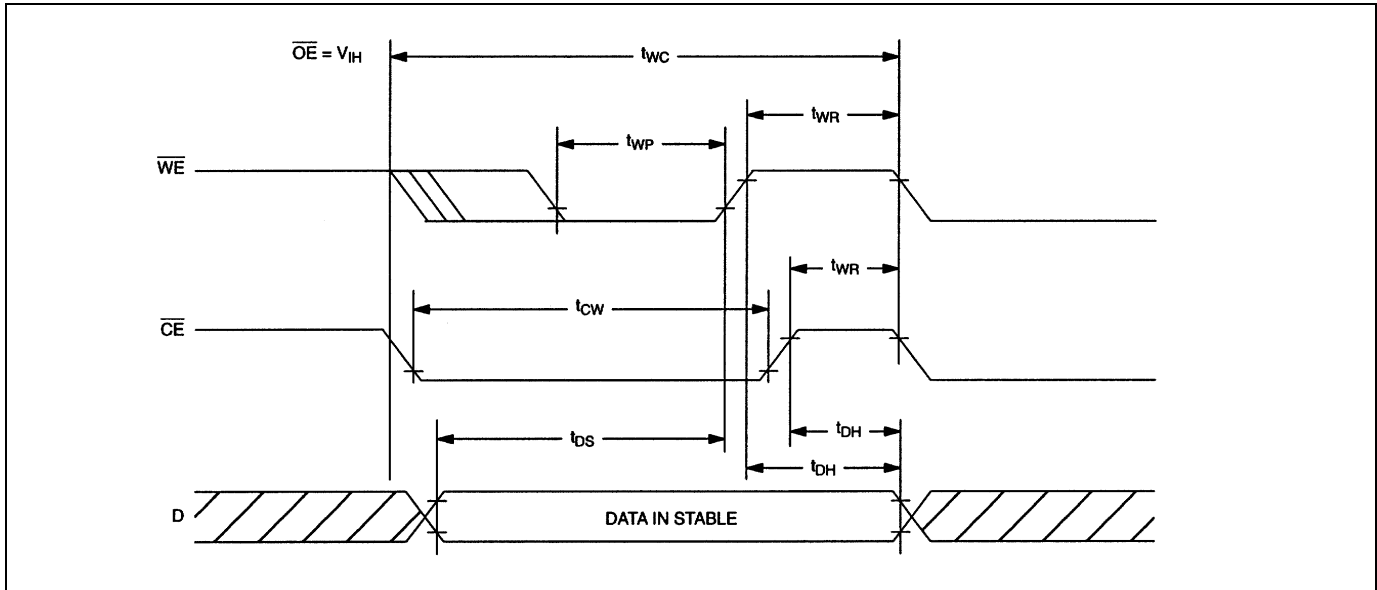 OE = VIH
tWC
tWR
tWP
WE
tWR
tCW
CE
tDH
tDS
tDH
D
DATA IN STABLE